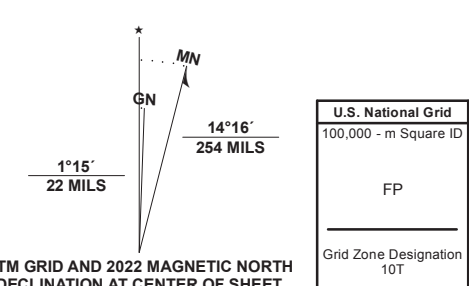 ★
MN
GN
14°16´
254 MILS
1°15´
22 MILS
TM GRID AND 2022 MAGNETIC NORTH
DECLINATION AT CENTER OF SHEET
U.S. National Grid
100,000 - m Square ID
FP
Grid Zone Designation
10T